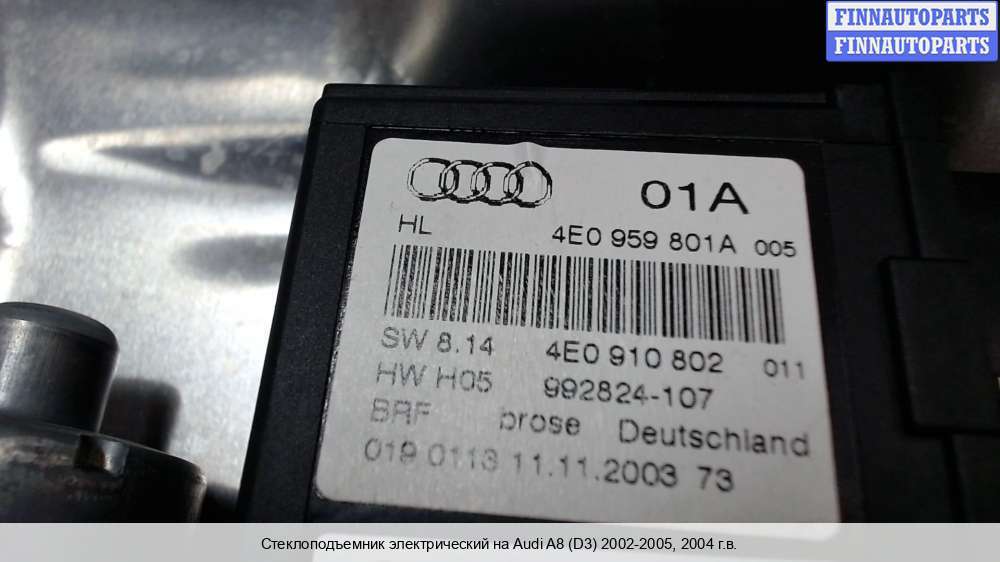 FINNAUTOPARTS
FINNAUTOPARTS
01A
HL 4E0 959 801A 005
SW 8.14 4E0 910 802 011
HW H05 992824-107
BRF brose Deutschland
019 0113 11.11.2003 73
Стеклоподъемник электрический на Audi A8 (D3) 2002-2005, 2004 г.в.